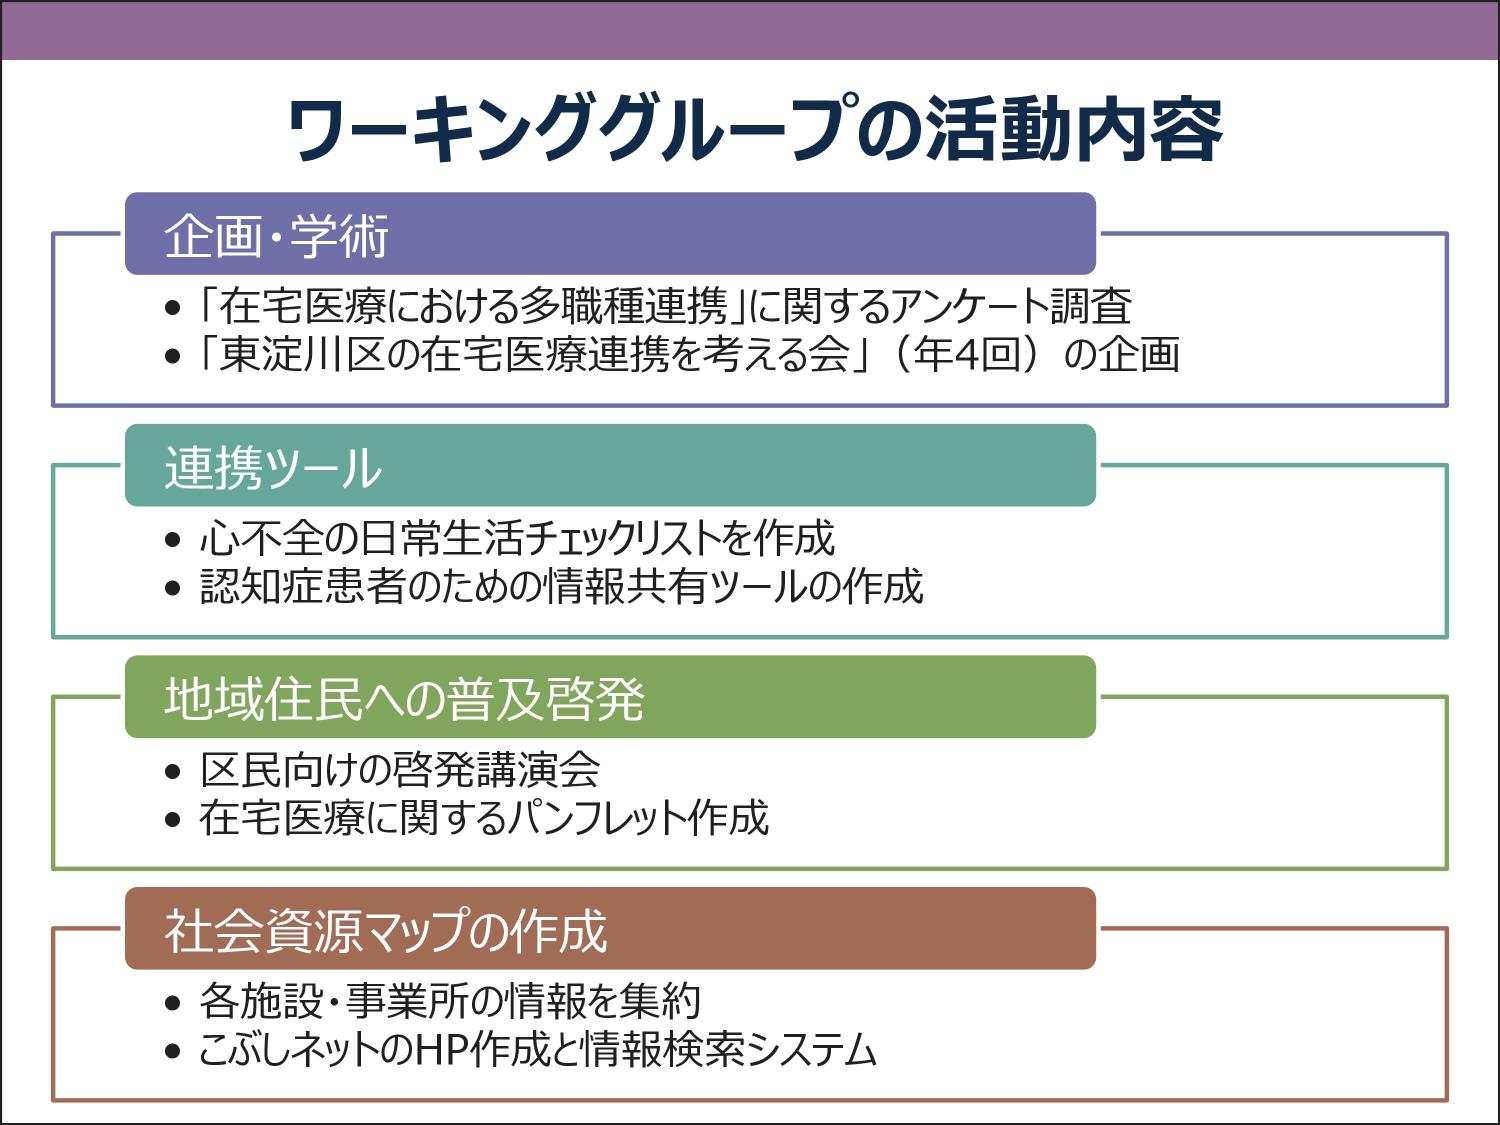 ワーキンググループの活動内容
企画・学術
• 「在宅医療における多職種連携」に関するアンケート調査
• 「東淀川区の在宅医療連携を考える会」（年4回）の企画
連携ツール
• 心不全の日常生活チェックリストを作成
• 認知症患者のための情報共有ツールの作成
地域住民への普及啓発
• 区民向けの啓発講演会
• 在宅医療に関するパンフレット作成
社会資源マップの作成
• 各施設・事業所の情報を集約
• こぶしネットのHP作成と情報検索システム